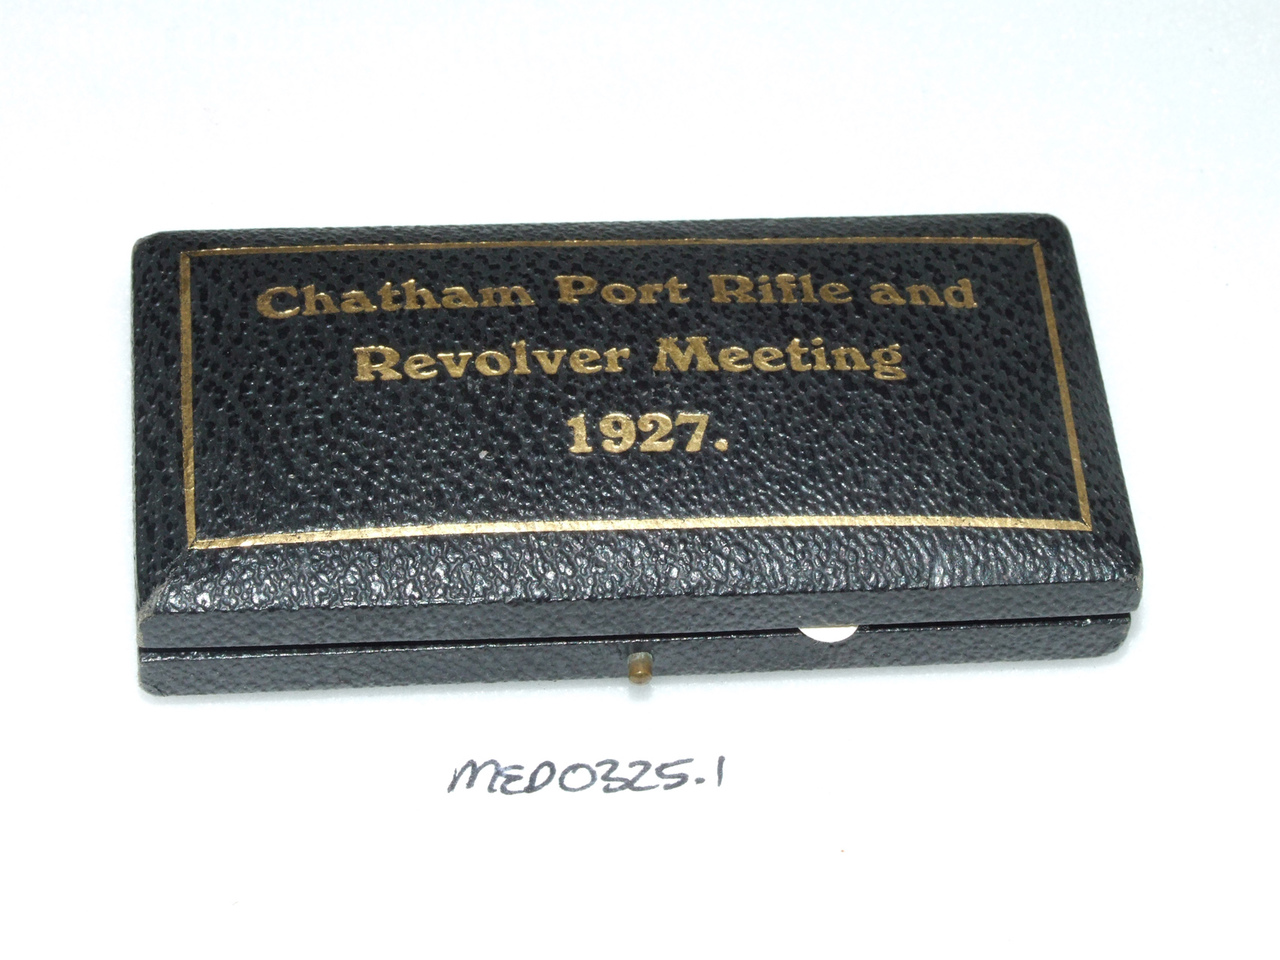 Chatham Port Rifle and
Revolver Meeting
1927.
MED0325.1